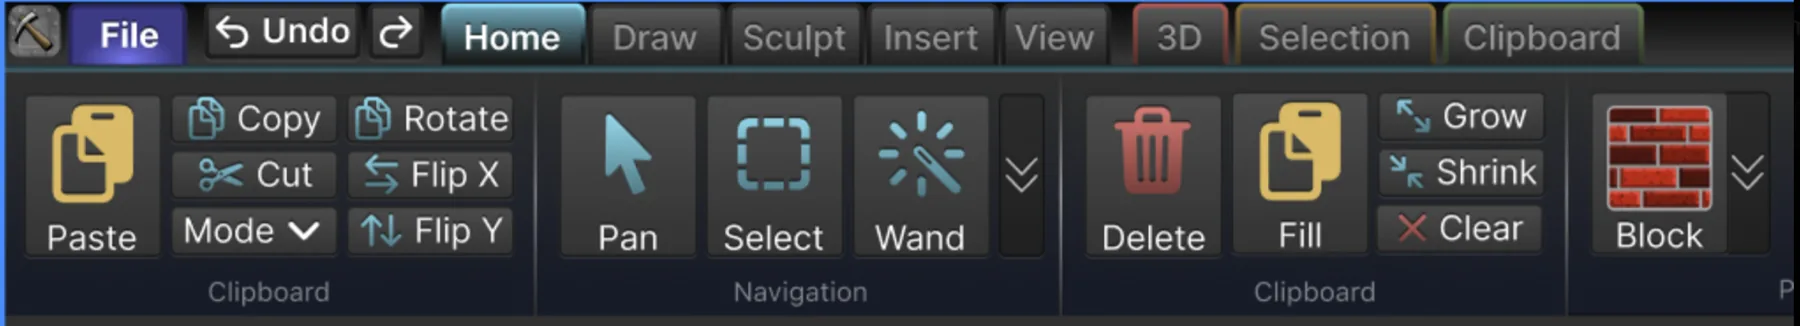 File Undo Home Draw Sculpt Insert View 3D Selection Clipboard
Paste
Copy
Cut
Mode
Rotate
Flip X
Flip Y
Clipboard
Pan
Select
Wand
Navigation
Delete
Fill
Grow
Shrink
Clear
Clipboard
Block
P